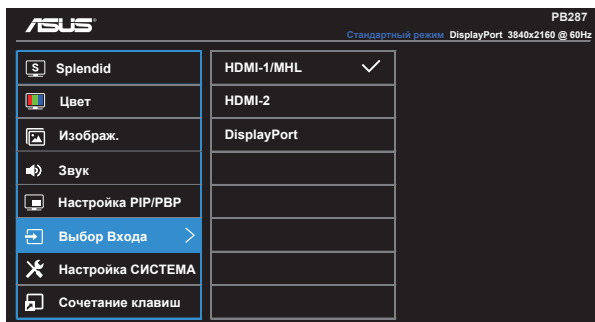 ASUS
PB287
Стандартный режим DisplayPort 3840x2160 @ 60Hz
S Splendid
Цвет
Изображ.
Звук
Настройка PIP/PBP
Выбор Входа
Настройка СИСТЕМА
Сочетание клавиш
HDMI-1/MHL
HDMI-2
DisplayPort